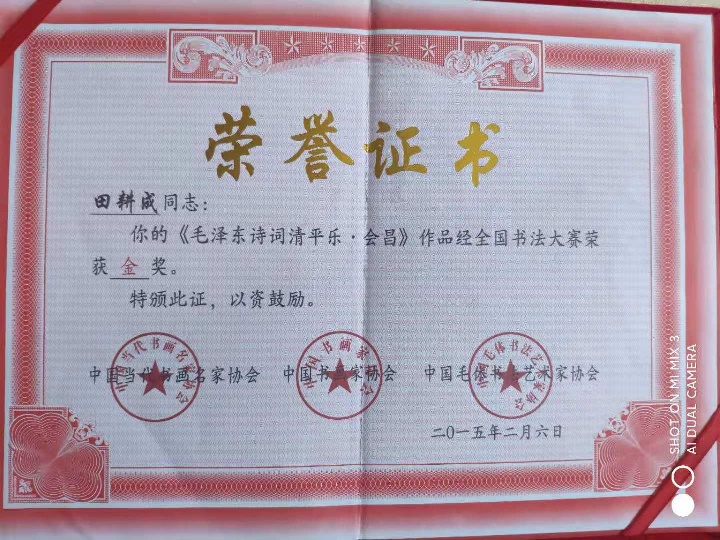 荣誉证书
田耕成同志：
你的《毛泽东诗词清平乐·会昌》作品经全国书法大赛荣
获 金 奖。
特颁此证，以资鼓励。
中国当代书画名家协会 中国书画家协会 中国毛体书法艺术家协会
二〇一五年二月六日
SHOT ON MI MIX 3
AI DUAL CAMERA